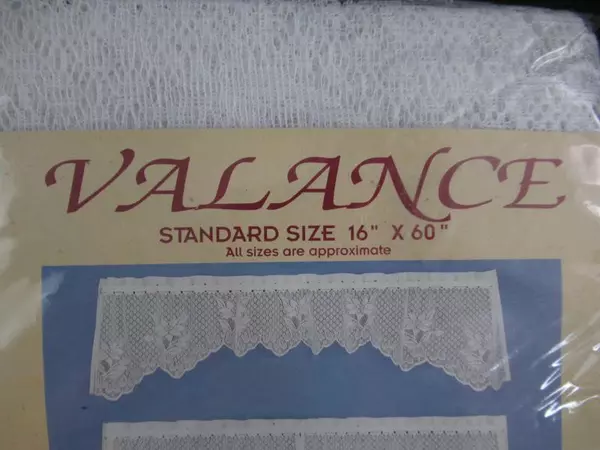 VALANCE
STANDARD SIZE 16" X 60"
All sizes are approximate